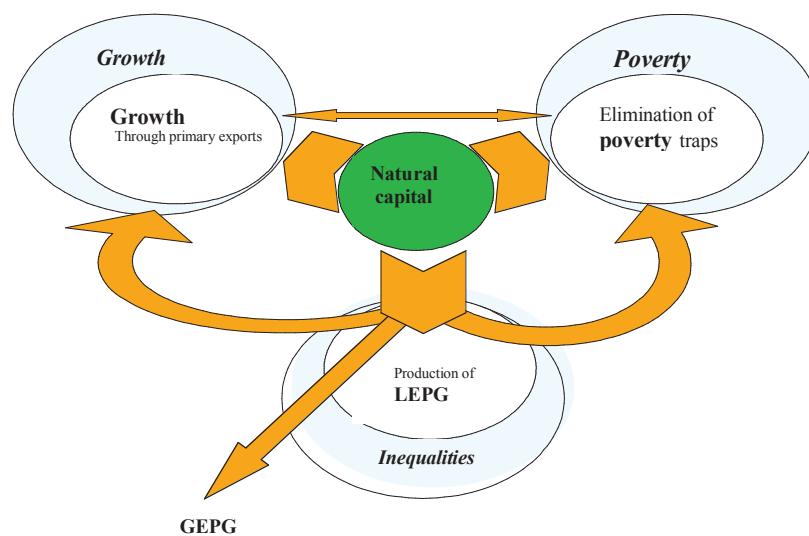 Growth
Growth
Through primary exports
Poverty
Elimination of
poverty traps
Natural
capital
Production of
LEPG
Inequalities
GEPG